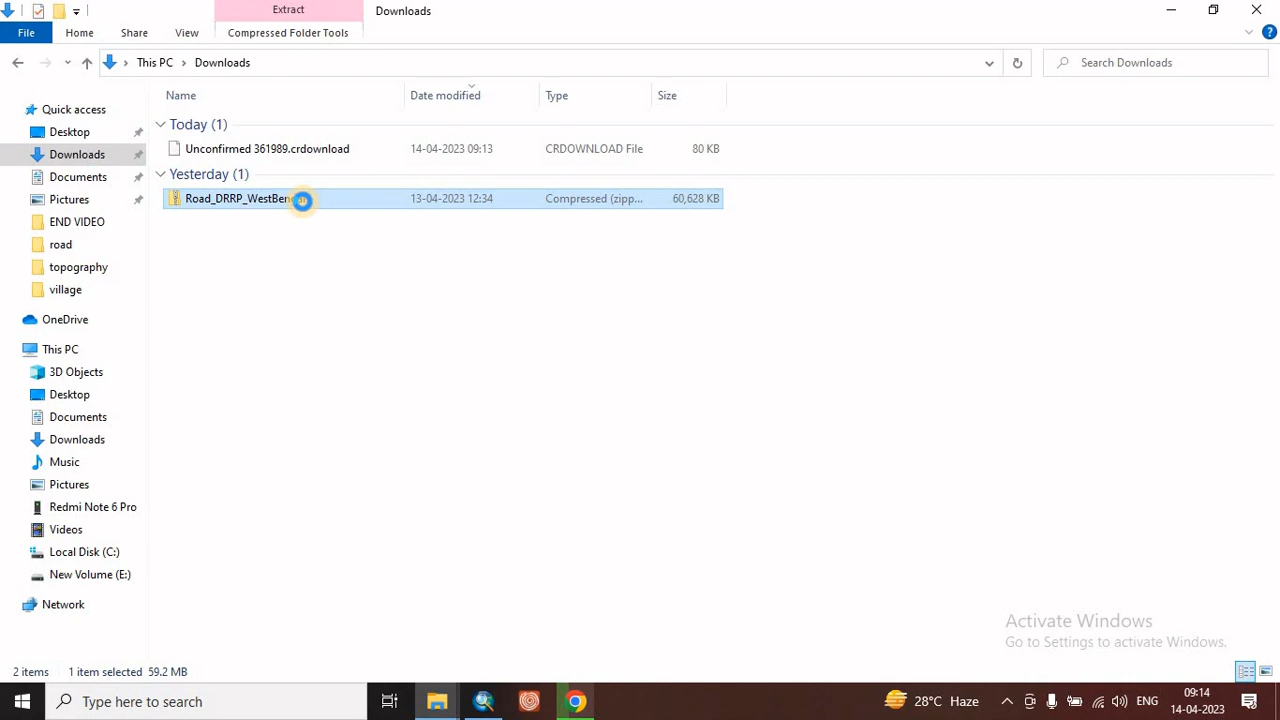 Extract
Downloads
File
Home
Share
View
Compressed Folder Tools
This PC
Downloads
Search Downloads
Name
Date modified
Type
Size
Quick access
Desktop
Downloads
Documents
Pictures
END VIDEO
road
topography
village
OneDrive
This PC
3D Objects
Desktop
Documents
Downloads
Music
Pictures
Redmi Note 6 Pro
Videos
Local Disk (C:)
New Volume (E:)
Network
Today (1)
Unconfirmed 361989.crdownload 14-04-2023 09:13 CRDOWNLOAD File 80 KB
Yesterday (1)
13-04-2023 12:34 Compressed (zipp... 60,628 KB
Activate Windows
Go to Settings to activate Windows.
2 items 1 item selected 59.2 MB
Type here to search
28°C Haze
ENG
09:14
14-04-2023